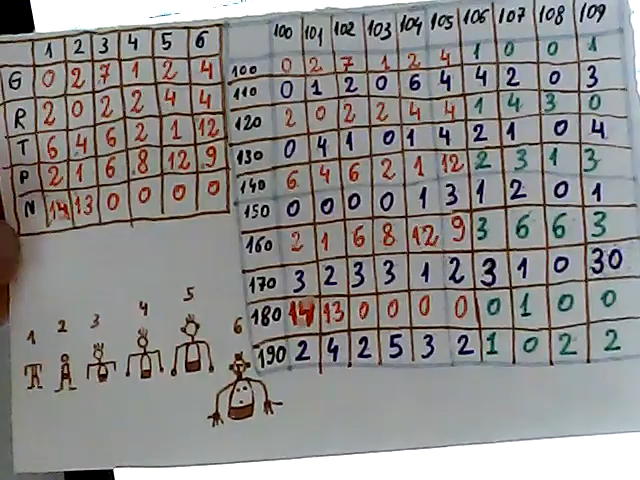 1 2 3 4 5 6
G 0 2 7 1 2 4
R 2 0 2 2 4 4
T 6 4 6 2 1 12
P 2 1 6 8 12 9
N 14 13 0 0 0 0
100 101 102 103 104 105 106 107 108 109
100 0 2 7 1 2 4 1 0 0 1
110 0 1 2 0 6 4 4 2 0 3
120 2 0 2 2 4 4 1 4 3 0
130 0 4 1 0 1 4 2 1 0 4
140 6 4 6 2 1 12 2 3 1 3
150 0 0 0 0 1 3 1 2 0 1
160 2 1 6 8 12 9 3 6 6 3
170 3 2 3 3 1 2 3 1 0 30
180 14 13 0 0 0 0 0 1 0 0
190 2 4 2 5 3 2 1 0 2 2
1 2 3 4 5 6